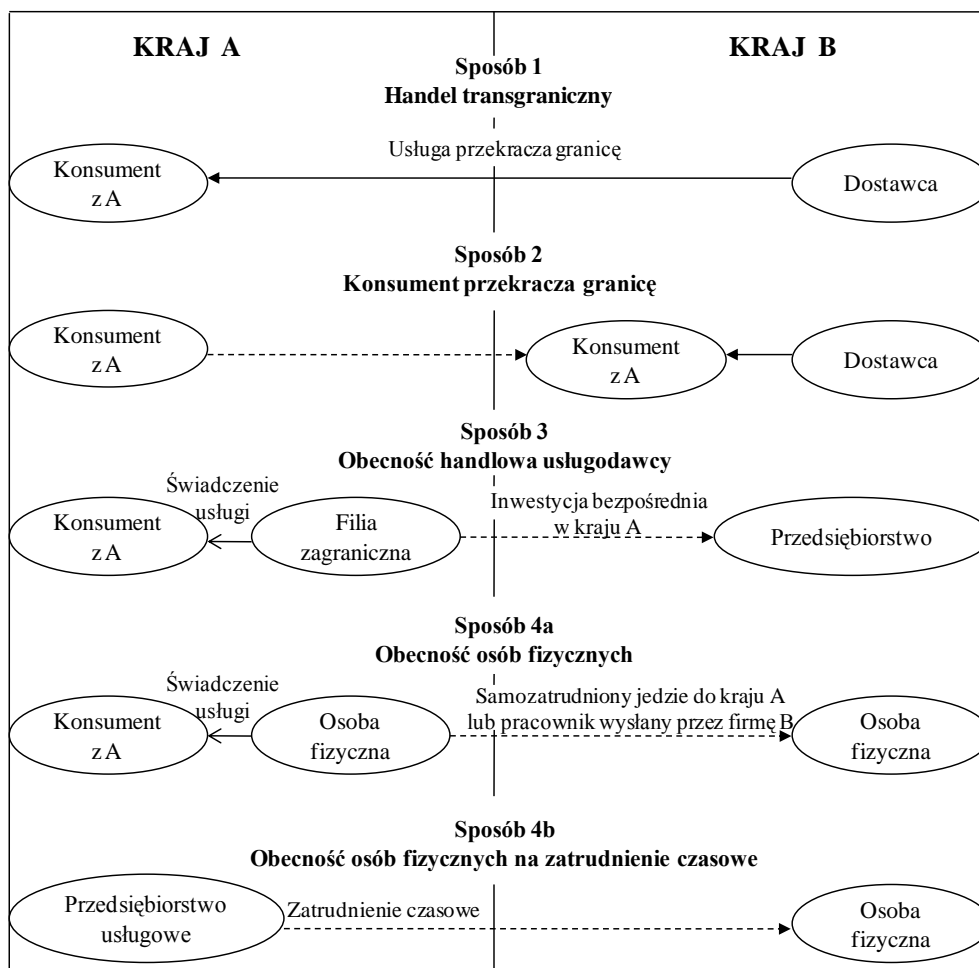 KRAJ A
KRAJ B
Sposób 1
Handel transgraniczny
Usługa przekracza granicę
Konsument
z A
Dostawca
Sposób 2
Konsument przekracza granicę
Konsument
z A
Konsument
z A
Dostawca
Sposób 3
Obecność handlowa usługodawcy
Świadczenie
usługi
Inwestycja bezpośrednia
w kraju A
Konsument
z A
Filia
zagraniczna
Przedsiębiorstwo
Sposób 4a
Obecność osób fizycznych
Świadczenie
usługi
Samozatrudniony jedzie do kraju A
lub pracownik wysłany przez firmę B
Konsument
z A
Osoba
fizyczna
Osoba
fizyczna
Sposób 4b
Obecność osób fizycznych na zatrudnienie czasowe
Przedsiębiorstwo
usługowe
Zatrudnienie czasowe
Osoba
fizyczna